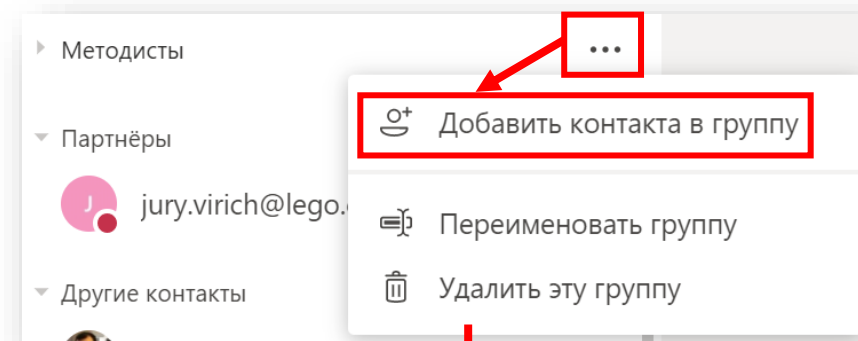 Методисты
...
Добавить контакта в группу
Партнёры
J
jury.virich@lego.
Переименовать группу
Другие контакты
Удалить эту группу